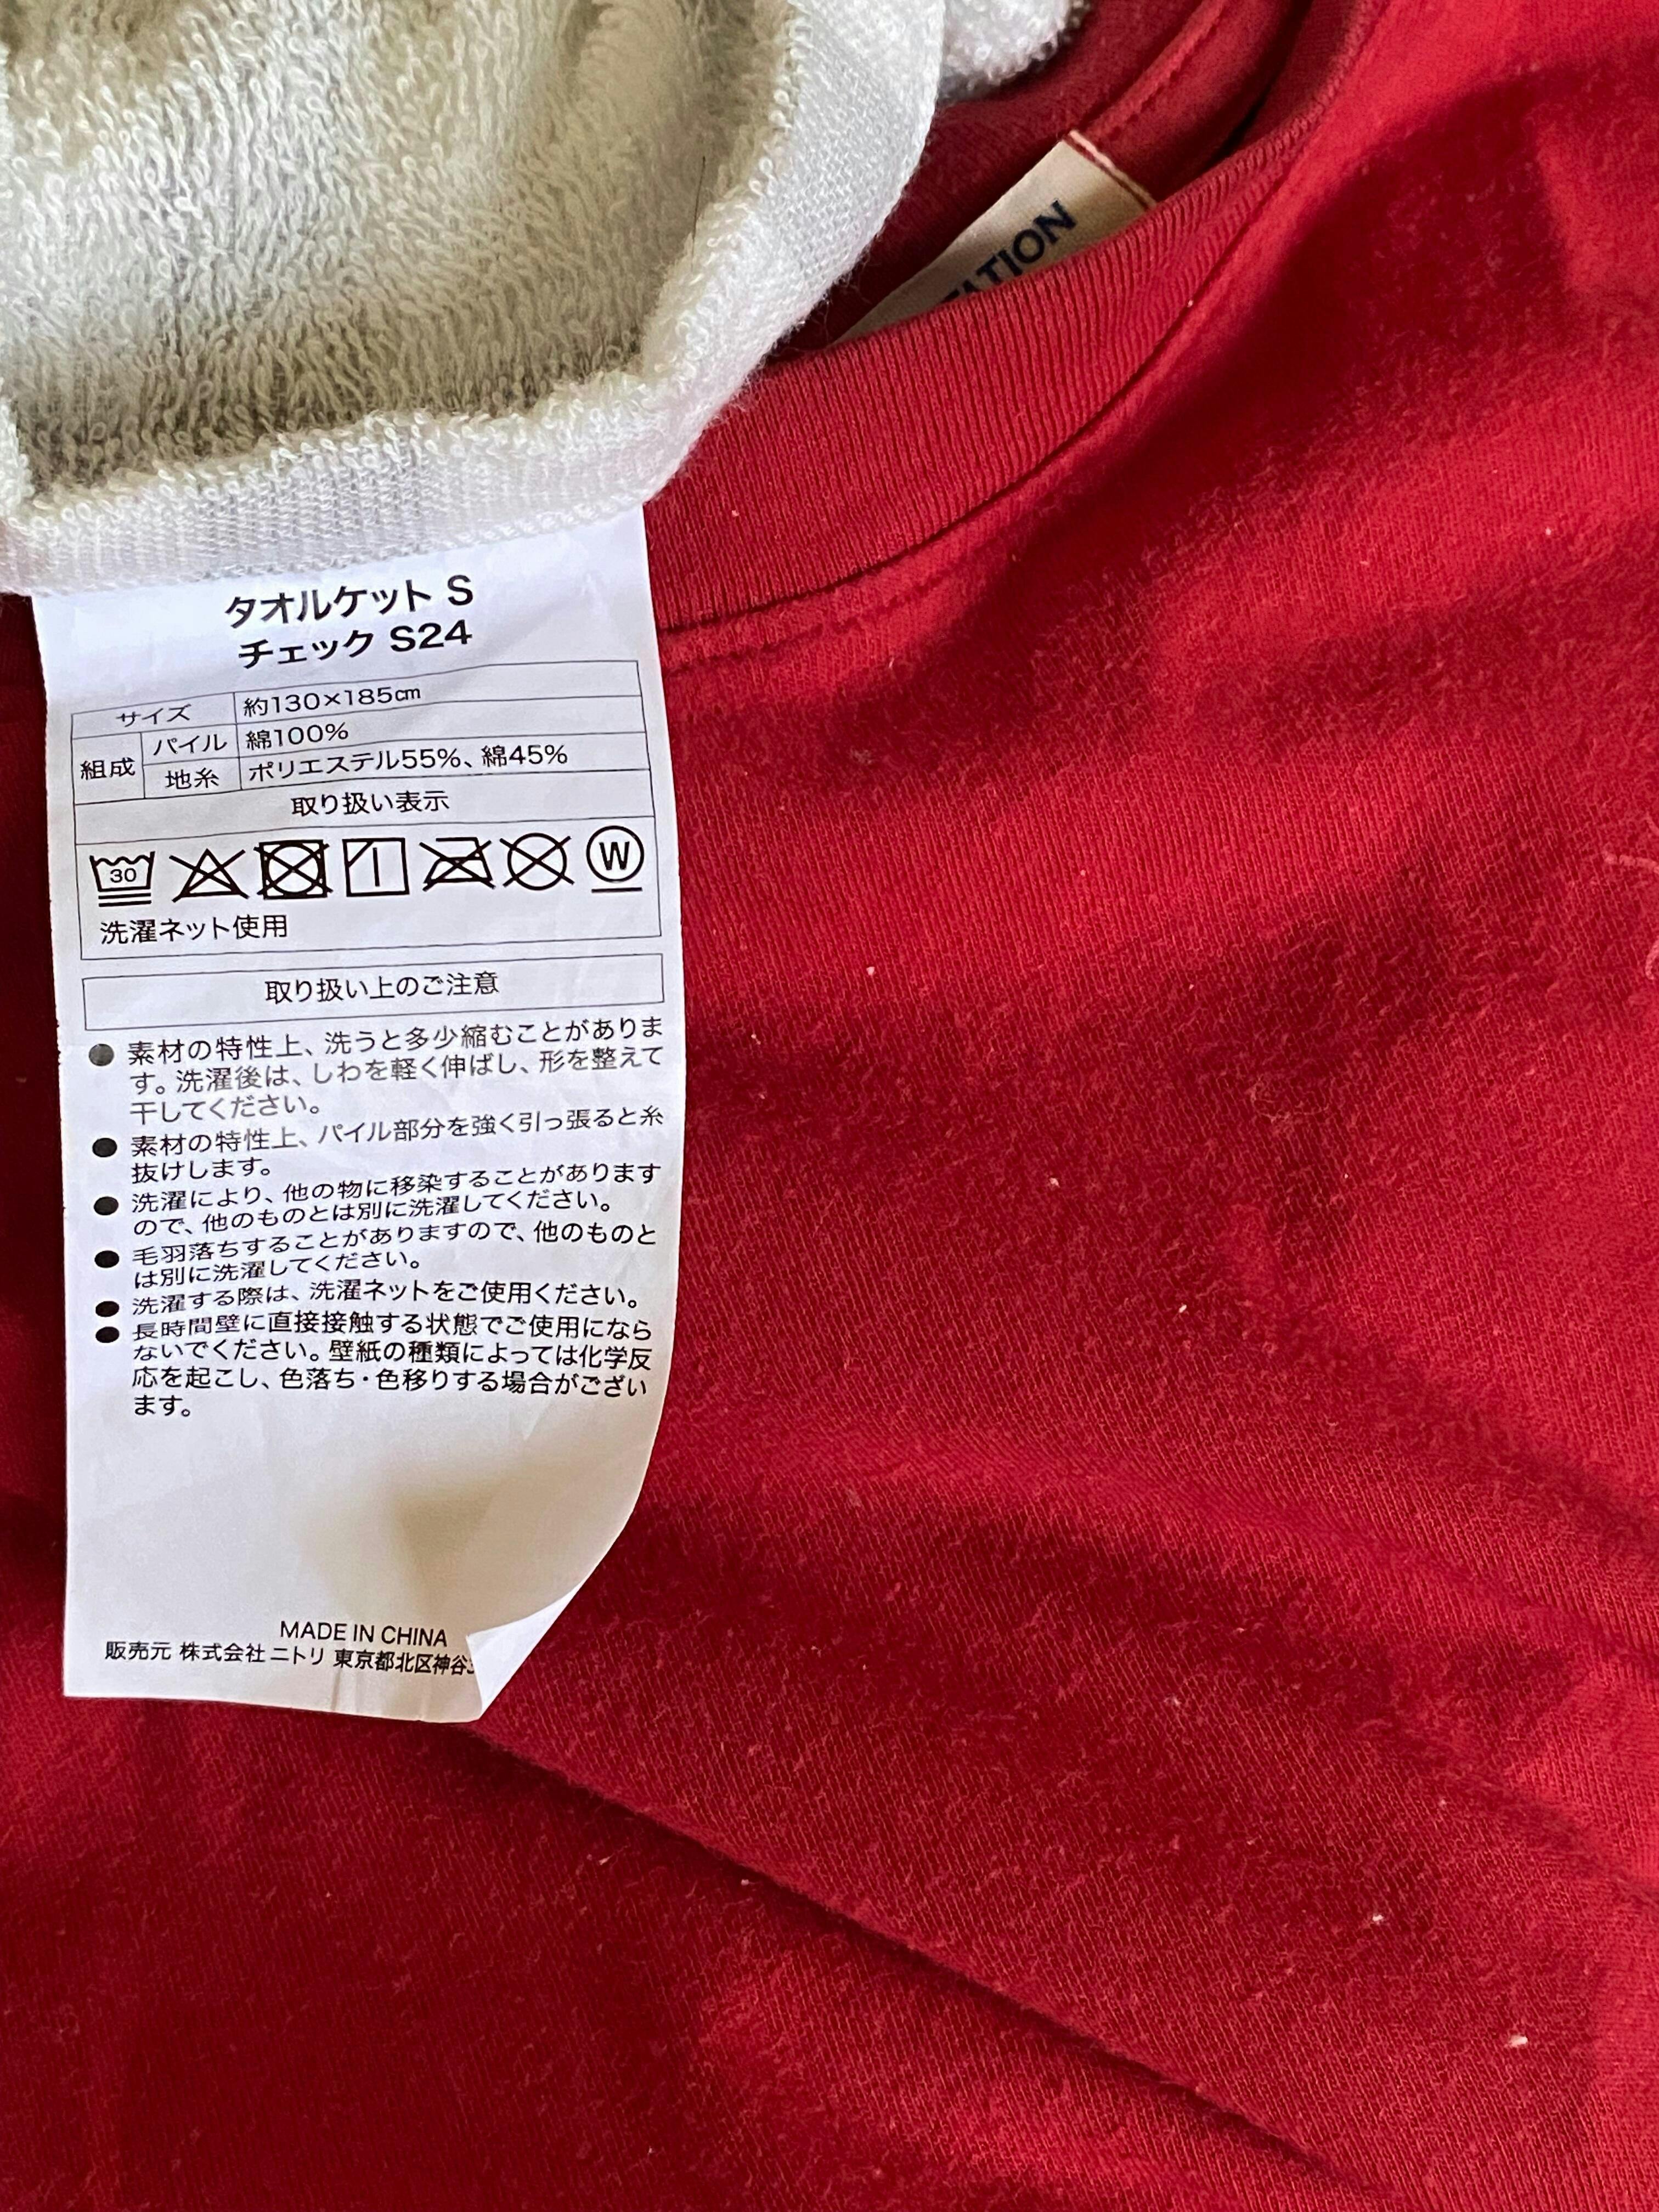 TATION
タオルケット S
チェック S24
サイズ 約130×185㎝
組成 パイル 綿100%
地糸 ポリエステル55%、綿45%
取り扱い表示
30 W
洗濯ネット使用
取り扱い上のご注意
● 素材の特性上、洗うと多少縮むことがありま
す。洗濯後は、しわを軽く伸ばし、形を整えて
干してください。
● 素材の特性上、パイル部分を強く引っ張ると糸
抜けします。
● 洗濯により、他の物に移染することがあります
ので、他のものとは別に洗濯してください。
● 毛羽落ちすることがありますので、他のものと
は別に洗濯してください。
● 洗濯する際は、洗濯ネットをご使用ください。
● 長時間壁に直接接触する状態でご使用になら
ないでください。壁紙の種類によっては化学反
応を起こし、色落ち・色移りする場合がござい
ます。
MADE IN CHINA
販売元 株式会社ニトリ 東京都北区神谷3